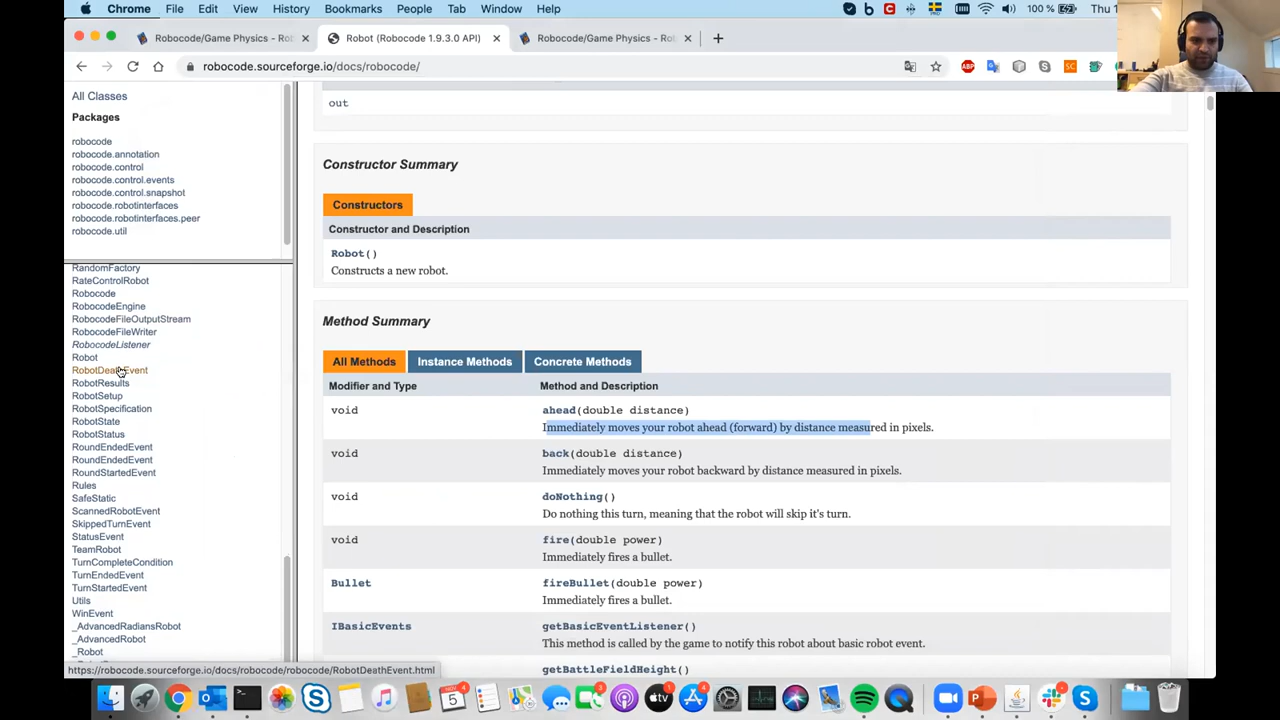 Chrome File Edit View History Bookmarks People Tab Window Help 100 % Thu 1
Robocode/Game Physics - Rob
Robot (Robocode 1.9.3.0 API)
Robocode/Game Physics - Rob
robocode.sourceforge.io/docs/robocode/
All Classes
Packages
robocode
robocode.annotation
robocode.control
robocode.control.events
robocode.control.snapshot
robocode.robotinterfaces
robocode.robotinterfaces.peer
robocode.util
RandomFactory
RateControlRobot
Robocode
RobocodeEngine
RobocodeFileOutputStream
RobocodeFileWriter
RobocodeListener
Robot
RobotDeathEvent
RobotResults
RobotSetup
RobotSpecification
RobotState
RobotStatus
RoundEndedEvent
RoundEndedEvent
RoundStartedEvent
Rules
SafeStatic
ScannedRobotEvent
SkippedTurnEvent
StatusEvent
TeamRobot
TurnCompleteCondition
TurnEndedEvent
TurnStartedEvent
Utils
WinEvent
_AdvancedRadiansRobot
_AdvancedRobot
_Robot
https://robocode.sourceforge.io/docs/robocode/robocode/RobotDeathEvent.html
out
Constructor Summary
Constructors
Constructor and Description
Robot()
Constructs a new robot.
Method Summary
All Methods Instance Methods Concrete Methods
Modifier and Type Method and Description
void ahead(double distance)
Immediately moves your robot ahead (forward) by distance measured in pixels.
void back(double distance)
Immediately moves your robot backward by distance measured in pixels.
void doNothing()
Do nothing this turn, meaning that the robot will skip it's turn.
void fire(double power)
Immediately fires a bullet.
Bullet fireBullet(double power)
Immediately fires a bullet.
IBasicEvents getBasicEventListener()
This method is called by the game to notify this robot about basic robot event.
getBattleFieldHeight()